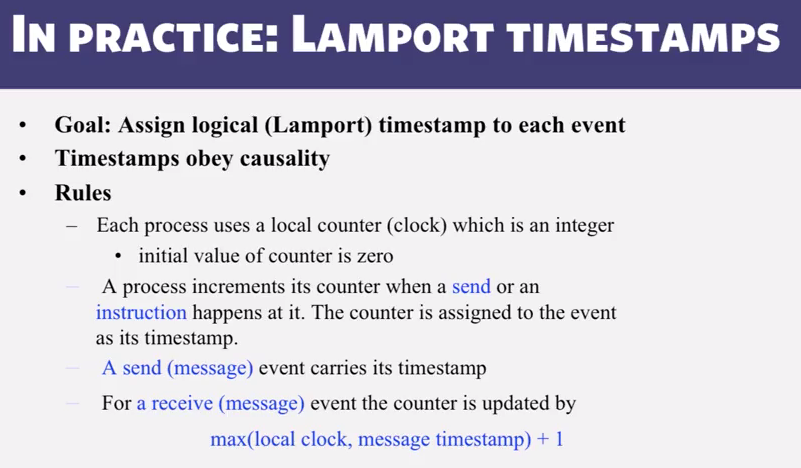 IN PRACTICE: LAMPORT TIMESTAMPS
• Goal: Assign logical (Lamport) timestamp to each event
• Timestamps obey causality
• Rules
– Each process uses a local counter (clock) which is an integer
• initial value of counter is zero
– A process increments its counter when a send or an
instruction happens at it. The counter is assigned to the event
as its timestamp.
– A send (message) event carries its timestamp
– For a receive (message) event the counter is updated by
max(local clock, message timestamp) + 1